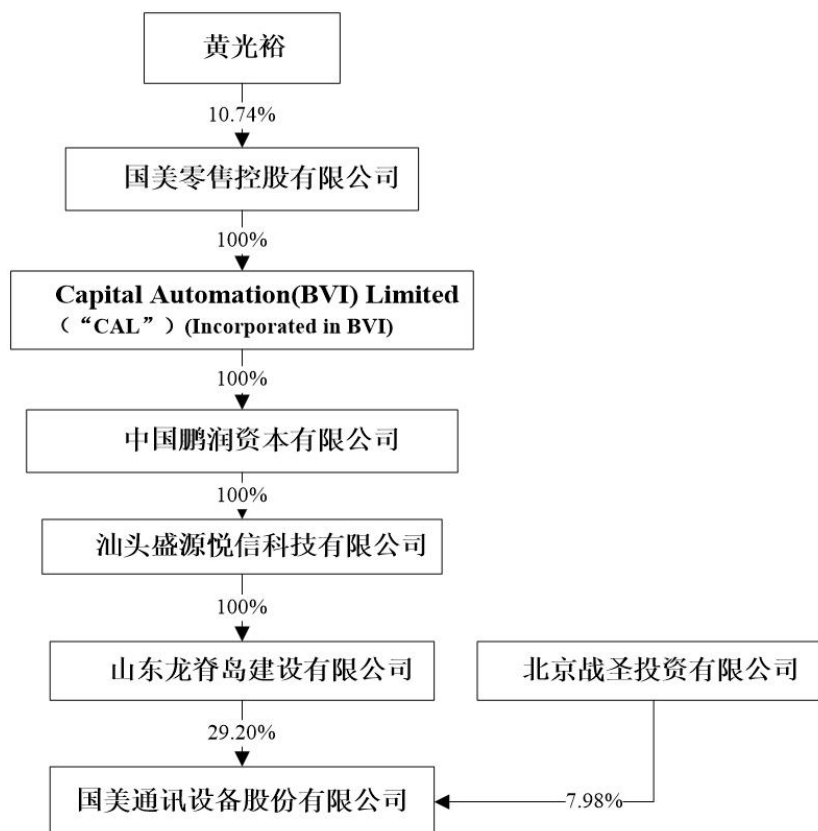 黄光裕
10.74%
国美零售控股有限公司
100%
Capital Automation(BVI) Limited
（“CAL”）(Incorporated in BVI)
100%
中国鹏润资本有限公司
100%
汕头盛源悦信科技有限公司
100%
山东龙脊岛建设有限公司
北京战圣投资有限公司
29.20%
国美通讯设备股份有限公司
7.98%